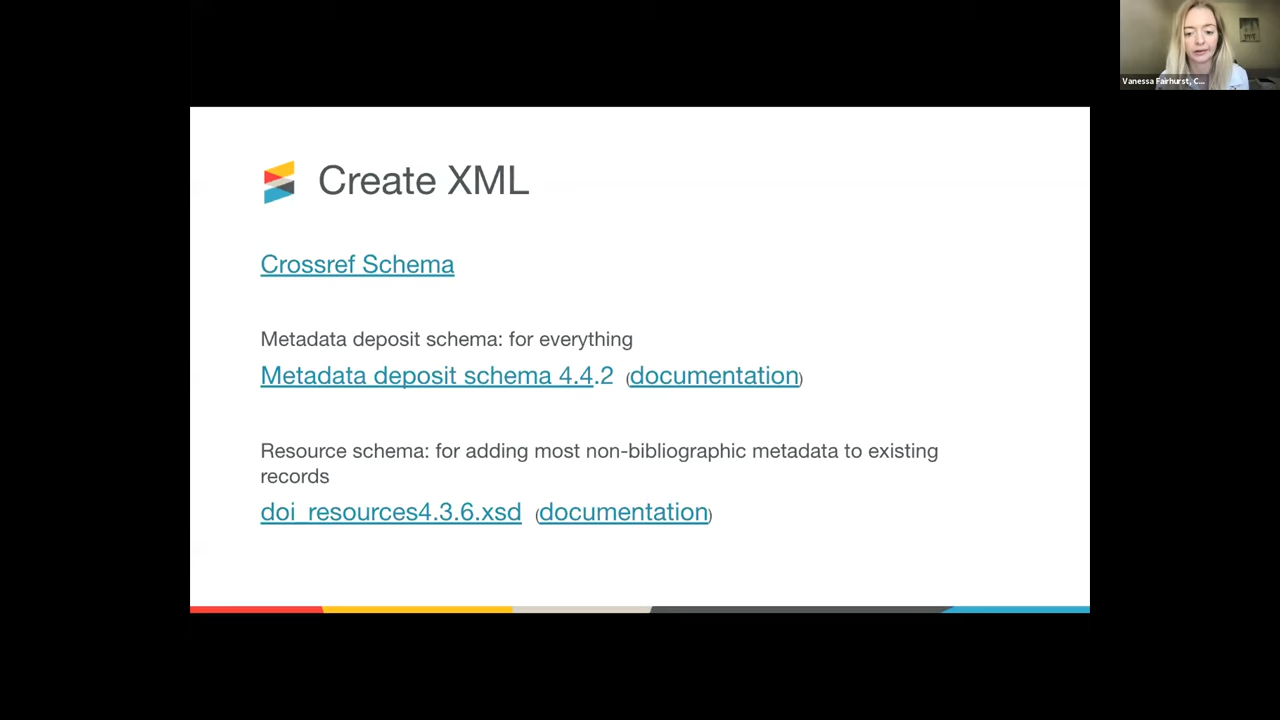 Vanessa Fairhurst, C...
Create XML
Crossref Schema
Metadata deposit schema: for everything
Metadata deposit schema 4.4.2 (documentation)
Resource schema: for adding most non-bibliographic metadata to existing
records
doi_resources4.3.6.xsd (documentation)